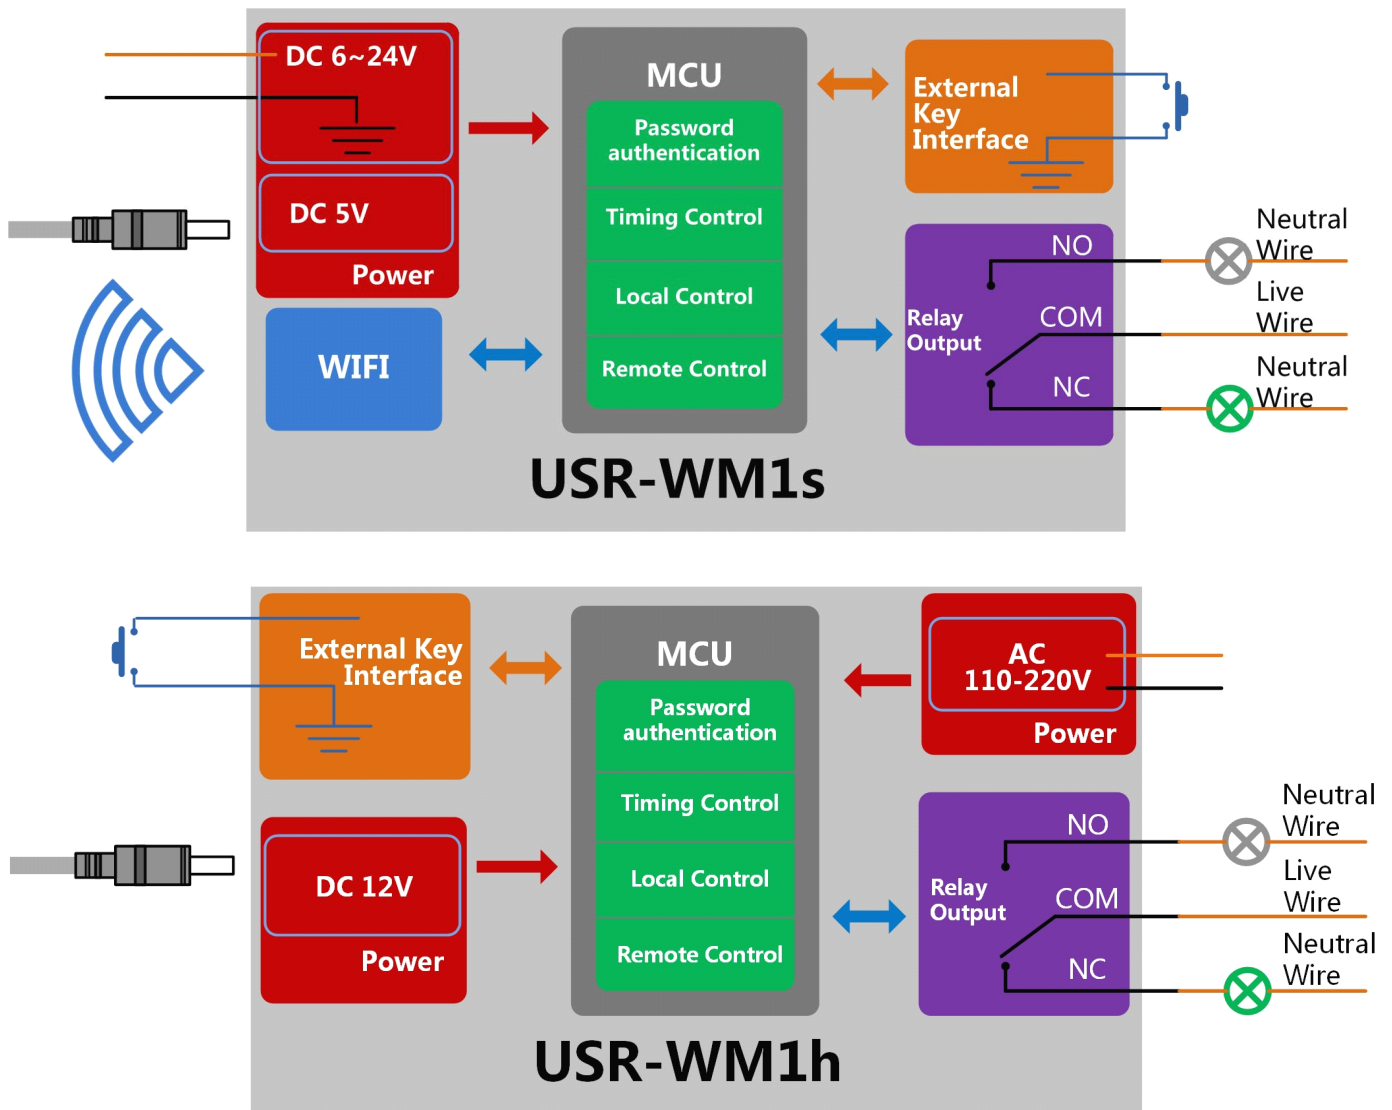 DC 6~24V
DC 5V
Power
WIFI
MCU
Password
authentication
Timing Control
Local Control
Remote Control
External
Key
Interface
Relay
Output
NO
COM
NC
Neutral
Wire
Live
Wire
Neutral
Wire
USR-WM1s
External Key
Interface
DC 12V
Power
MCU
Password
authentication
Timing Control
Local Control
Remote Control
AC
110-220V
Power
Relay
Output
NO
COM
NC
Neutral
Wire
Live
Wire
Neutral
Wire
USR-WM1h